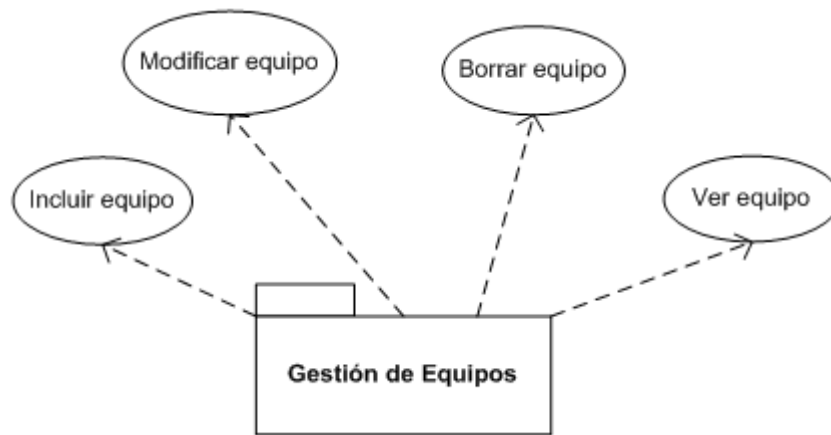 Modificar equipo
Borrar equipo
Incluir equipo
Ver equipo
Gestión de Equipos